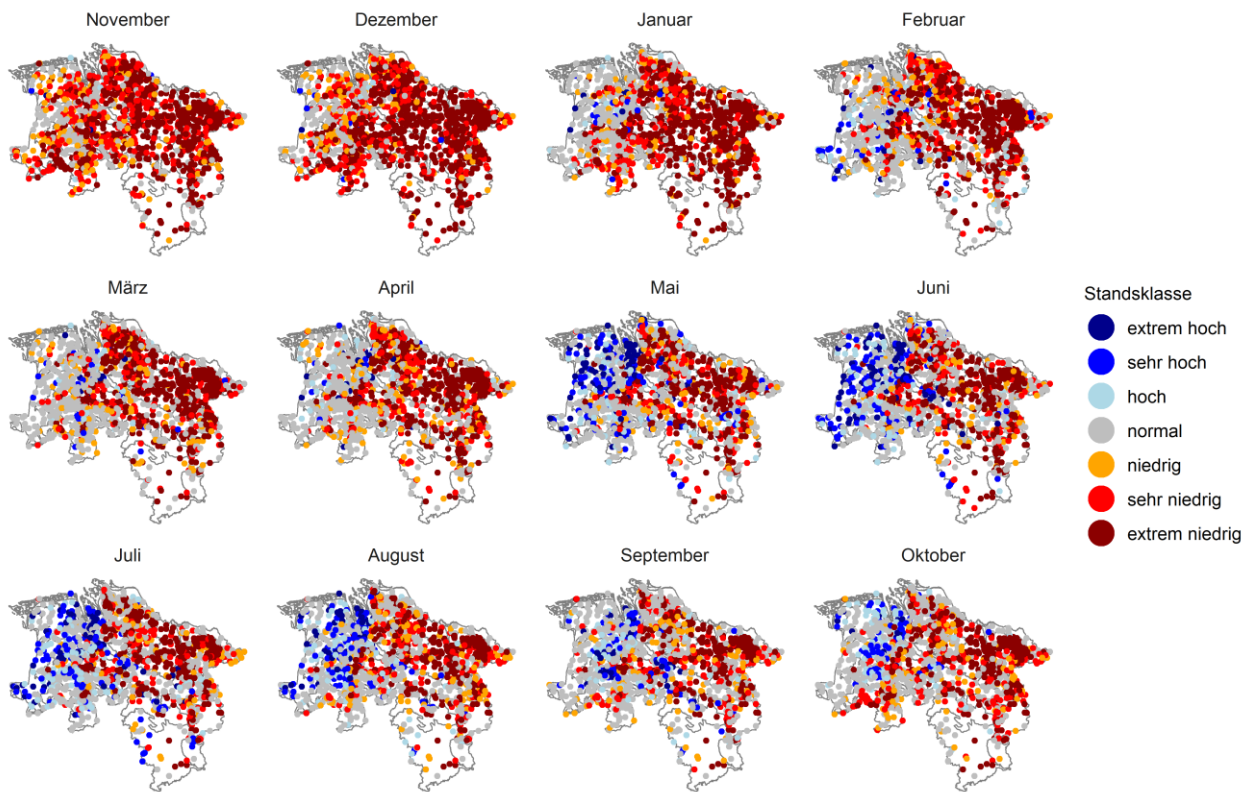 November
Dezember
Januar
Februar
März
April
Mai
Juni
Juli
August
September
Oktober
Standsklasse
extrem hoch
sehr hoch
hoch
normal
niedrig
sehr niedrig
extrem niedrig